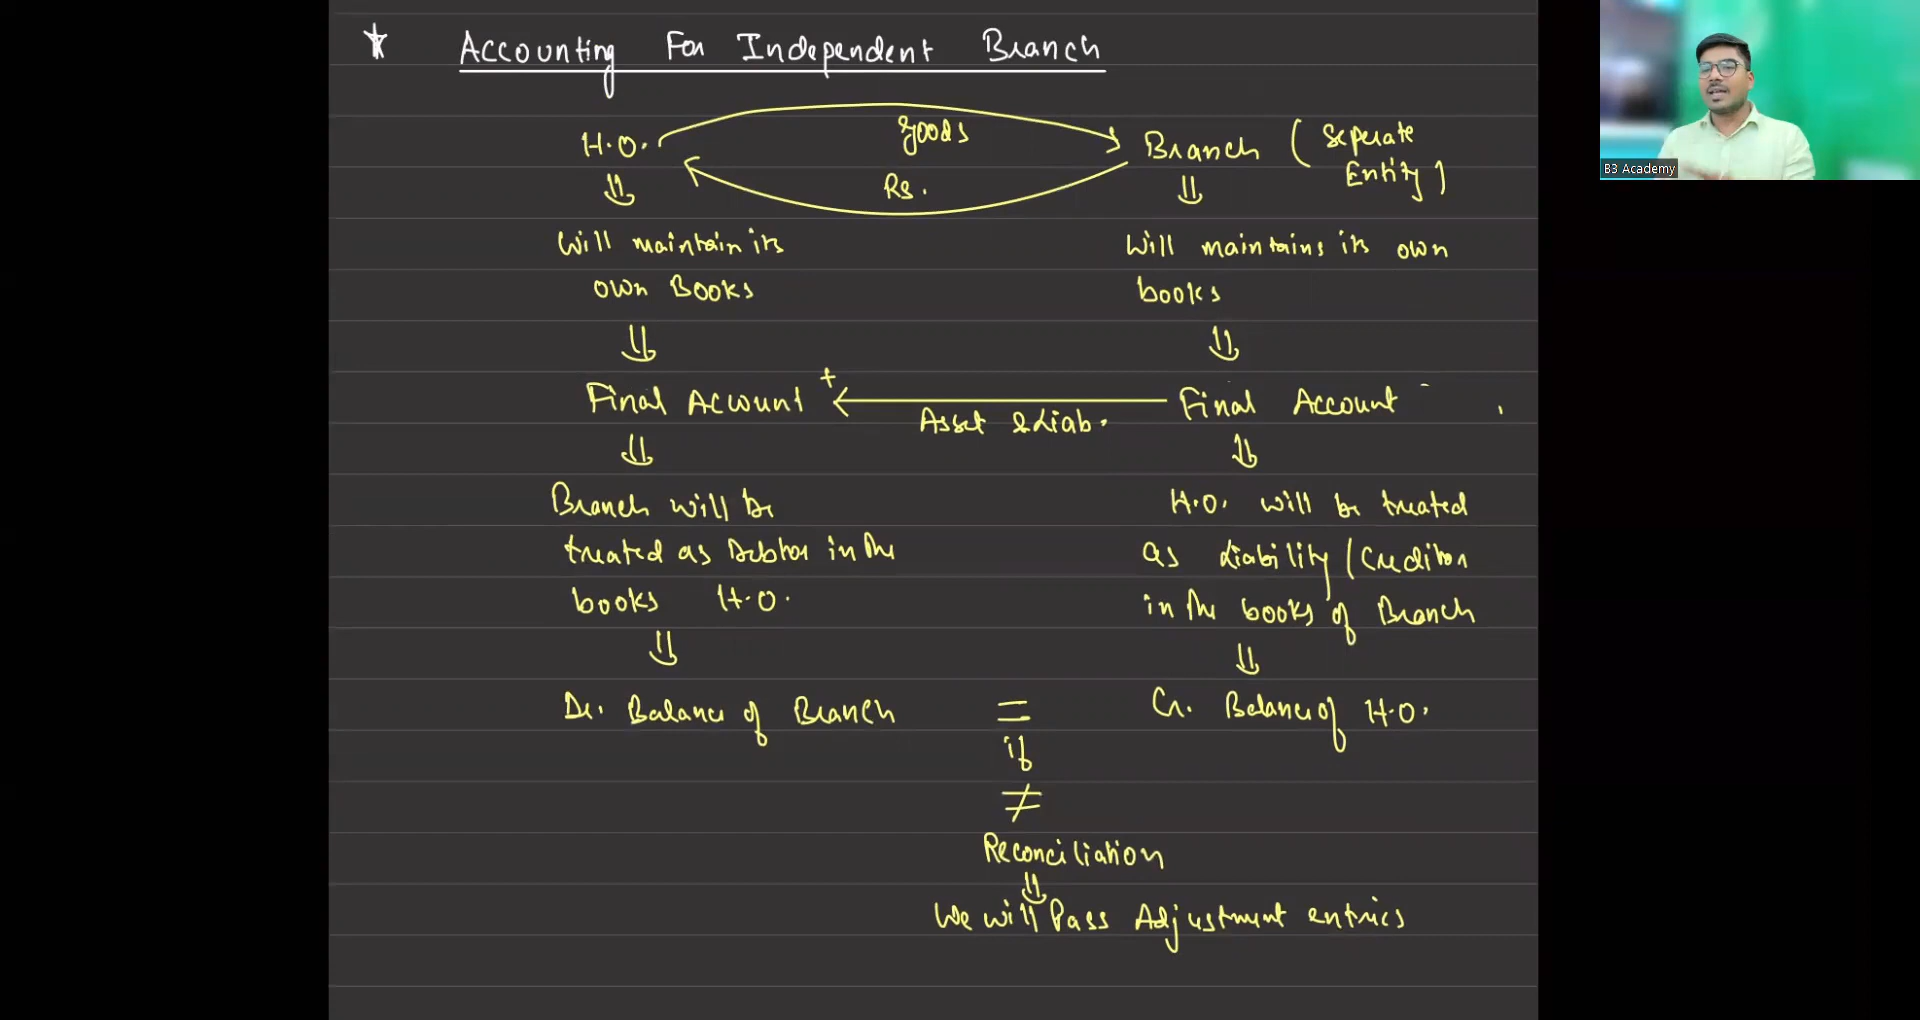 * Accounting For Independent Branch
H.O. goods Branch ( Seperate
Rs. Entity )
B3 Academy
Will maintain its
own Books
Will maintains its own
books
Final Account + Asset & Liab. Final Account
Branch will be
treated as Debtor in the
books H.O.
H.O. will be treated
as Liability / Creditor
in the books of Branch
Dr. Balance of Branch = Cr. Balance of H.O.
if
≠
Reconciliation
We will Pass Adjustment entries